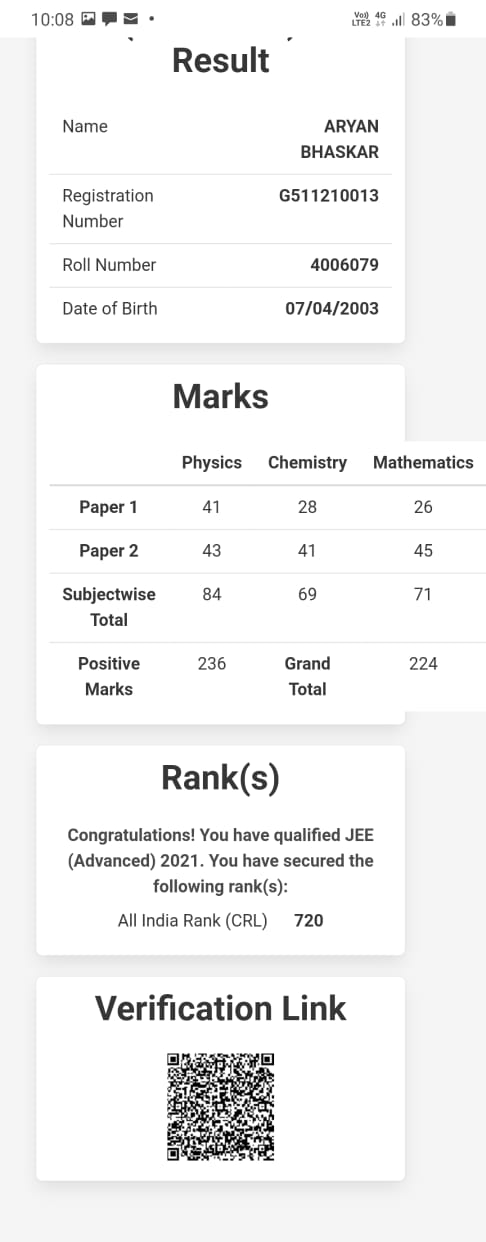 10:08 Vo)) LTE2 4G 83%
Result
Name ARYAN
BHASKAR
Registration G511210013
Number
Roll Number 4006079
Date of Birth 07/04/2003
Marks
Physics Chemistry Mathematics
Paper 1 41 28 26
Paper 2 43 41 45
Subjectwise 84 69 71
Total
Positive 236 Grand 224
Marks Total
Rank(s)
Congratulations! You have qualified JEE
(Advanced) 2021. You have secured the
following rank(s):
All India Rank (CRL) 720
Verification Link